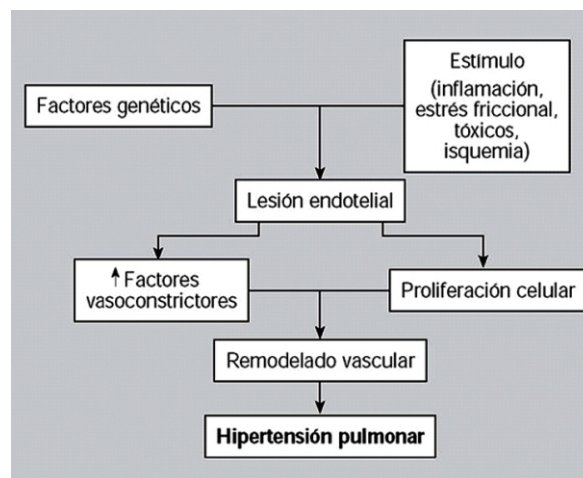 Factores genéticos
Estímulo
(inflamación,
estrés friccional,
tóxicos,
isquemia)
Lesión endotelial
↑ Factores
vasoconstrictores
Proliferación celular
Remodelado vascular
Hipertensión pulmonar